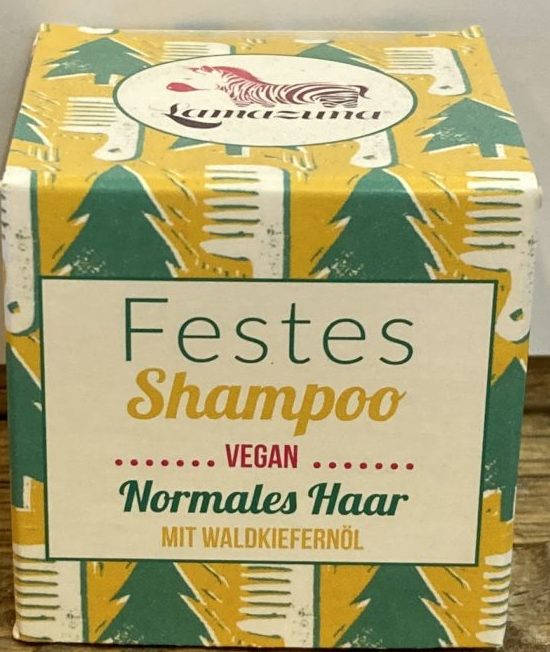 Lamazuna
Festes
Shampoo
VEGAN
Normales Haar
MIT WALDKIEFERNÖL